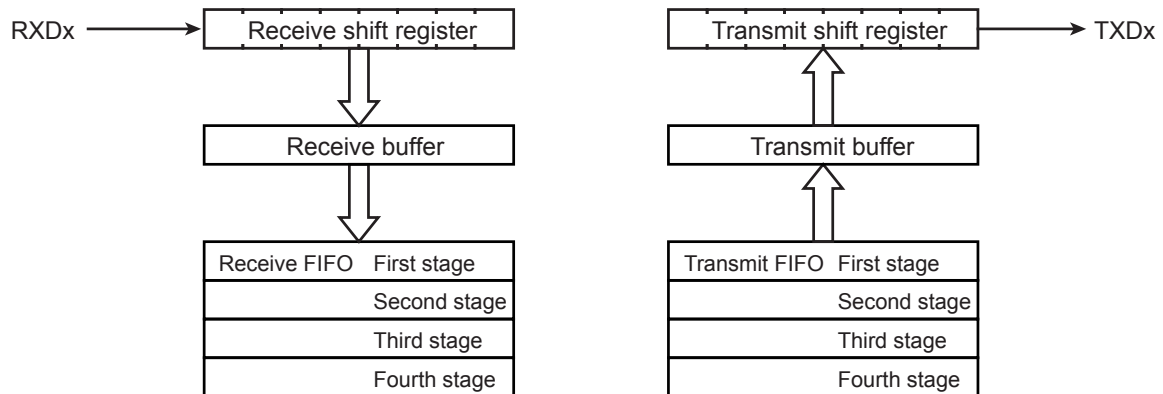 RXDx
Receive shift register
Transmit shift register
TXDx
Receive buffer
Transmit buffer
Receive FIFO First stage
Second stage
Third stage
Fourth stage
Transmit FIFO First stage
Second stage
Third stage
Fourth stage